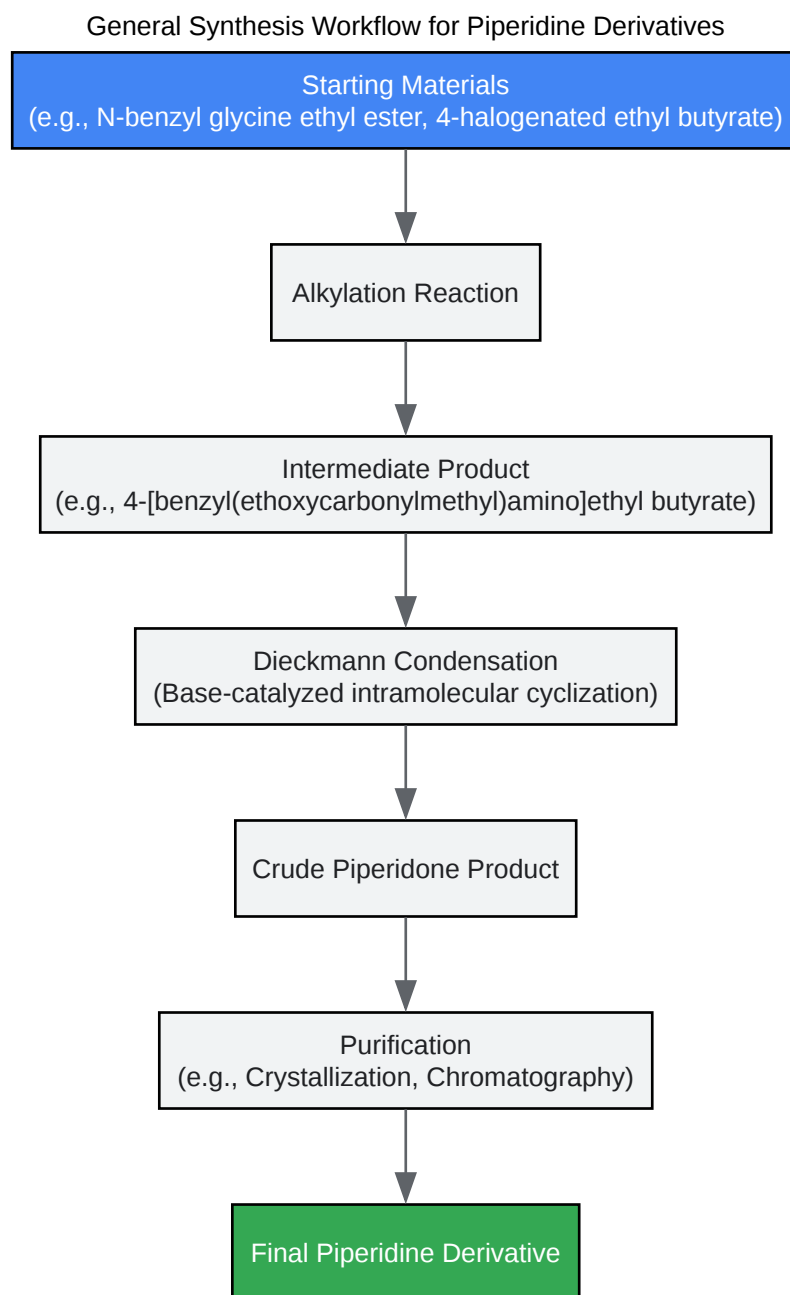 General Synthesis Workflow for Piperidine Derivatives
Starting Materials
(e.g., N-benzyl glycine ethyl ester, 4-halogenated ethyl butyrate)
Alkylation Reaction
Intermediate Product
(e.g., 4-[benzyl(ethoxycarbonylmethyl)amino]ethyl butyrate)
Dieckmann Condensation
(Base-catalyzed intramolecular cyclization)
Crude Piperidone Product
Purification
(e.g., Crystallization, Chromatography)
Final Piperidine Derivative